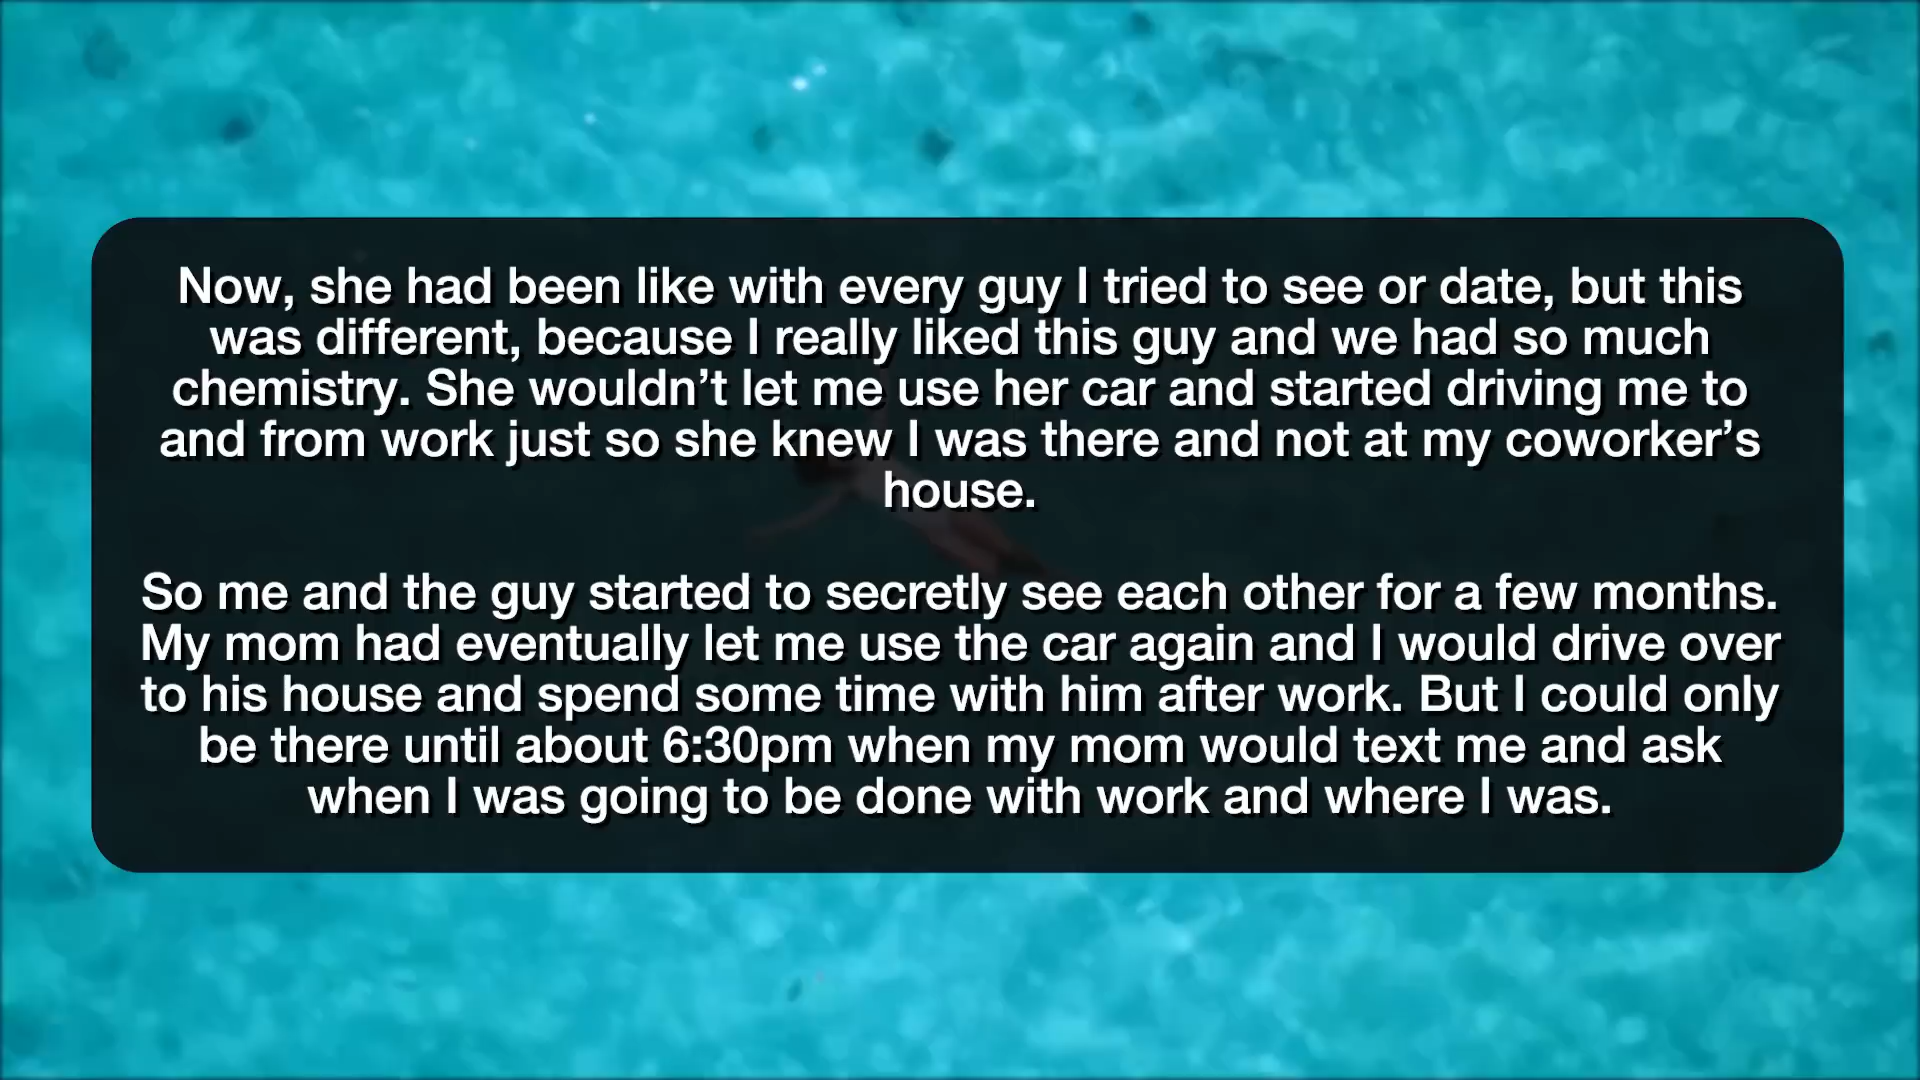 Now, she had been like with every guy I tried to see or date, but this
was different, because I really liked this guy and we had so much
chemistry. She wouldn’t let me use her car and started driving me to
and from work just so she knew I was there and not at my coworker’s
house.
So me and the guy started to secretly see each other for a few months.
My mom had eventually let me use the car again and I would drive over
to his house and spend some time with him after work. But I could only
be there until about 6:30pm when my mom would text me and ask
when I was going to be done with work and where I was.